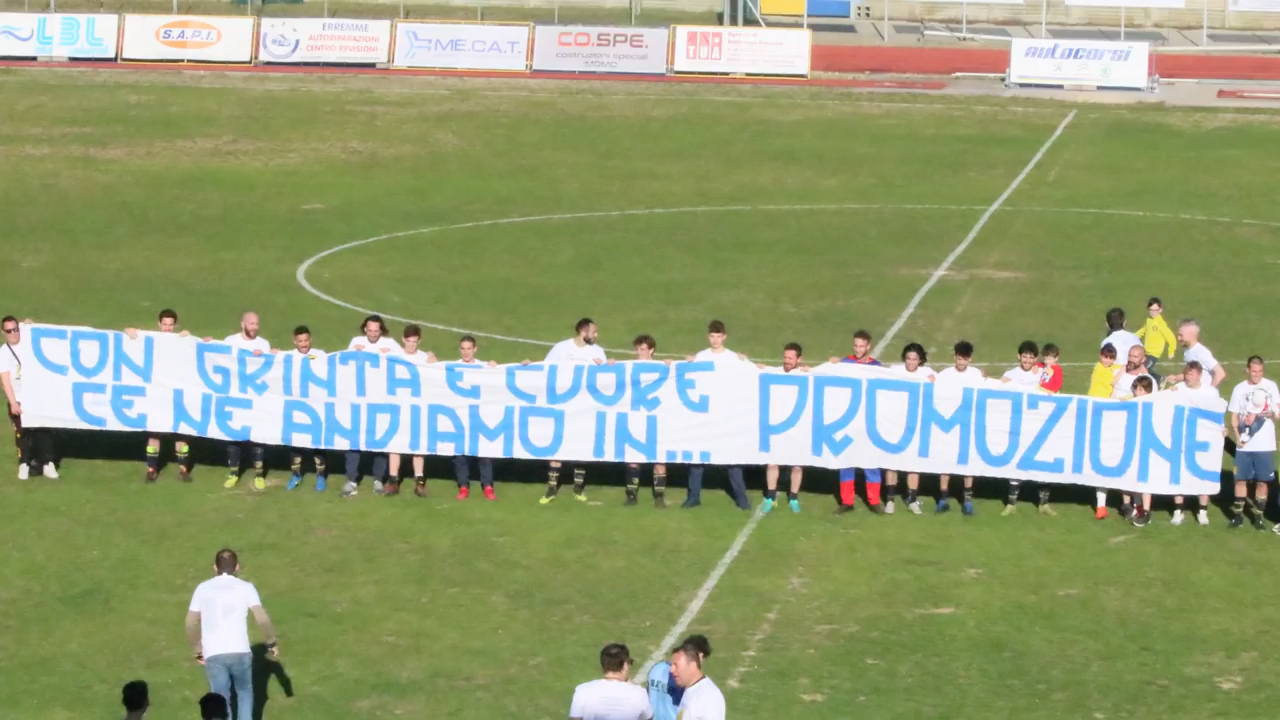 LBL
S.A.P.I.
ERREMME
AUTORIPARAZIONI
CENTRO REVISIONI
ME.CA.T.
CO.SPE.
costruzioni speciali
autocorsi
CON GRINTA E CUORE
CE NE ANDIAMO IN... PROMOZIONE